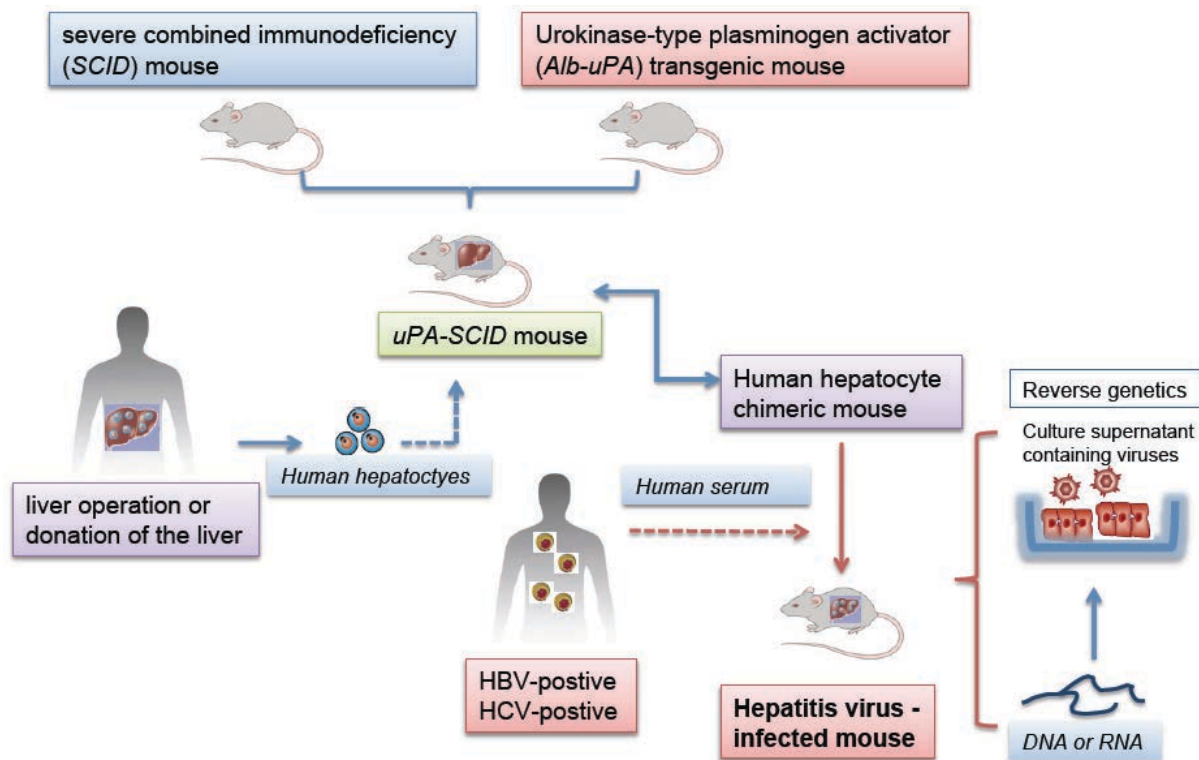 severe combined immunodeficiency
(SCID) mouse
Urokinase-type plasminogen activator
(Alb-uPA) transgenic mouse
uPA-SCID mouse
Human hepatocyte
chimeric mouse
Reverse genetics
Culture supernatant
containing viruses
Human hepatoctyes
Human serum
liver operation or
donation of the liver
HBV-postive
HCV-postive
Hepatitis virus -
infected mouse
DNA or RNA